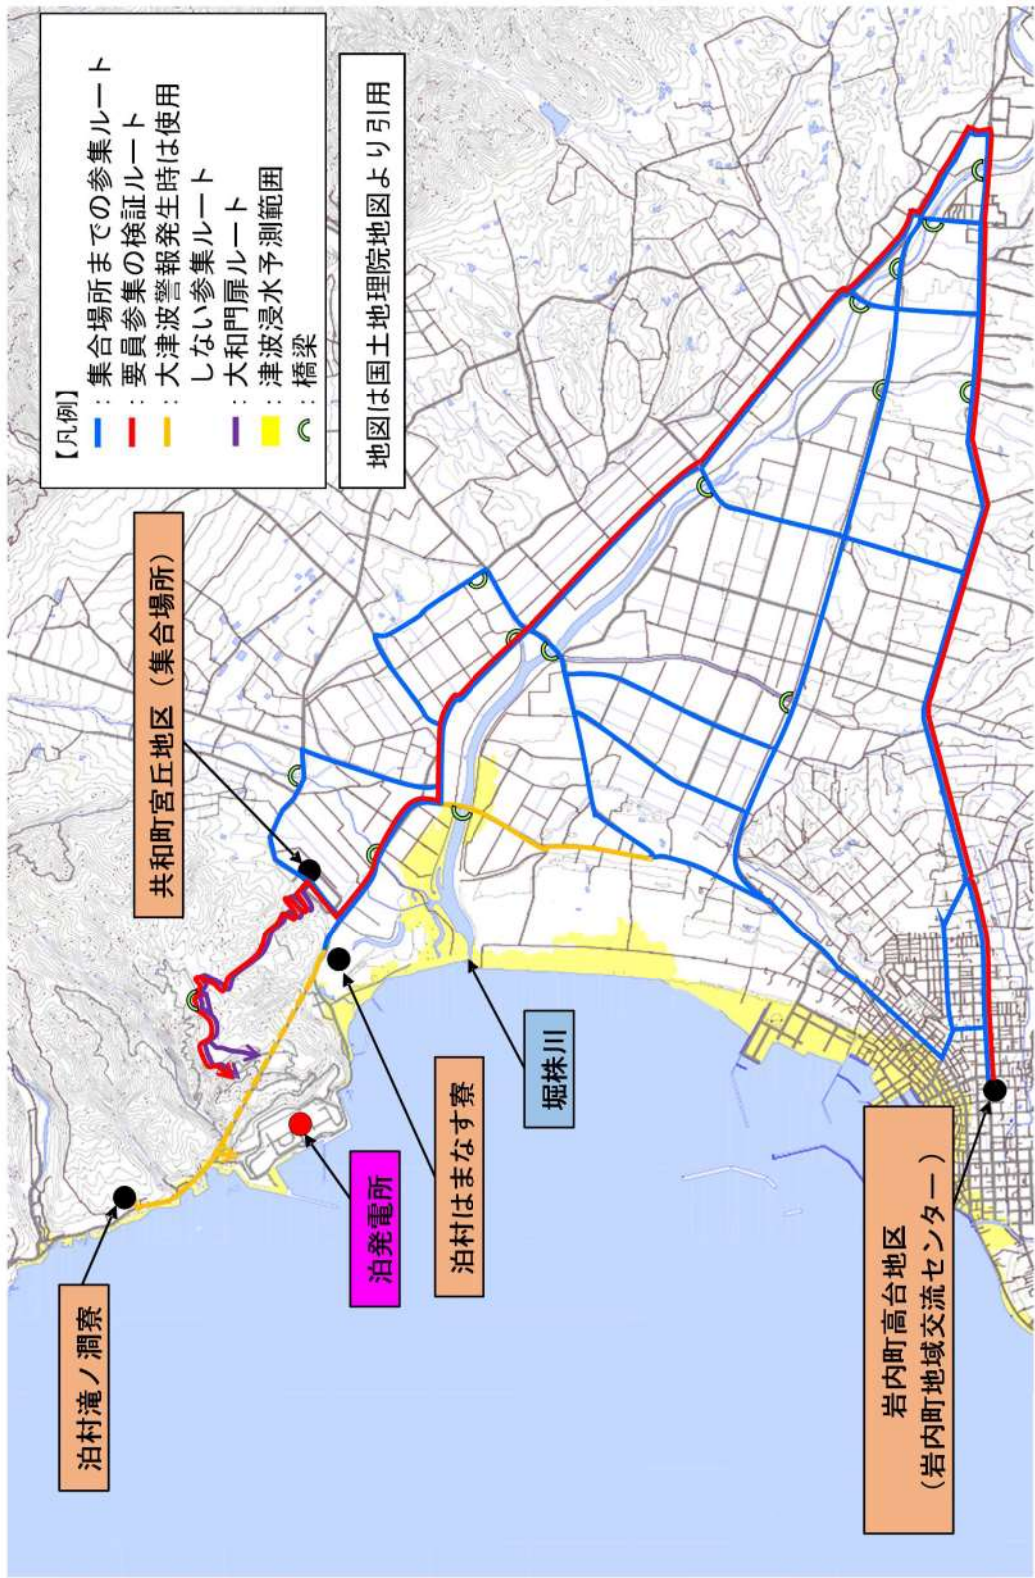 【凡例】
：集合場所までの参集ルート
：要員参集の検証ルート
：大津波警報発生時は使用
しない参集ルート
：大和門扉ルート
：津波浸水予測範囲
：橋梁
地図は国土地理院地図より引用
共和町宮丘地区（集合場所）
泊村滝ノ澗寮
泊発電所
泊村はまなす寮
堀株川
岩内町高台地区
（岩内町地域交流センター）